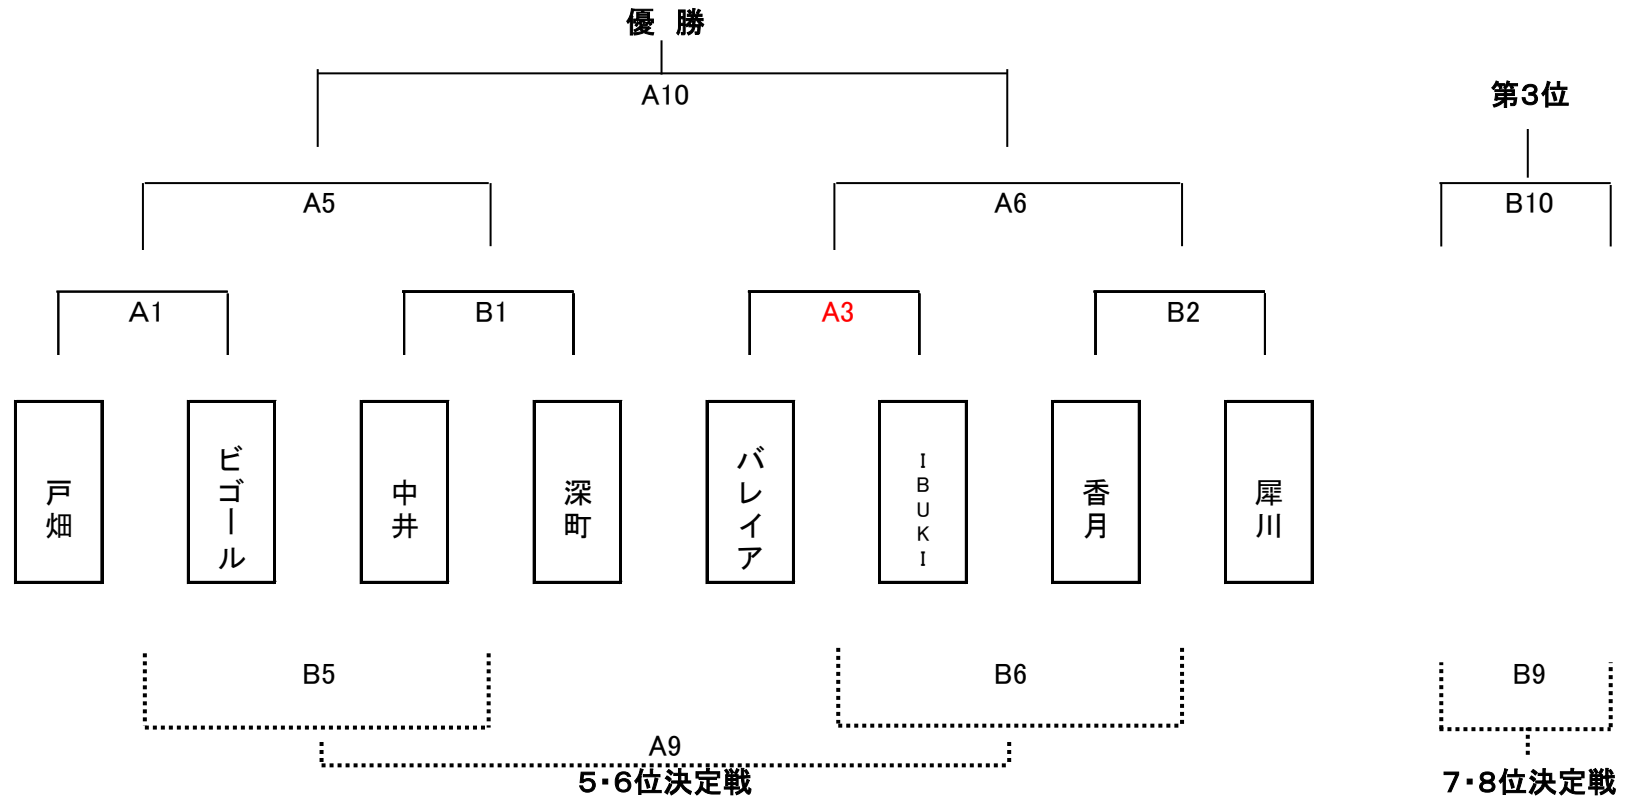 優　勝
A10
第3位
A5
A6
B10
A1
B1
A3
B2
戸畑
ビゴール
中井
深町
バレイア
IBUKI
香月
犀川
B5
B6
B9
A9
5・6位決定戦
7・8位決定戦